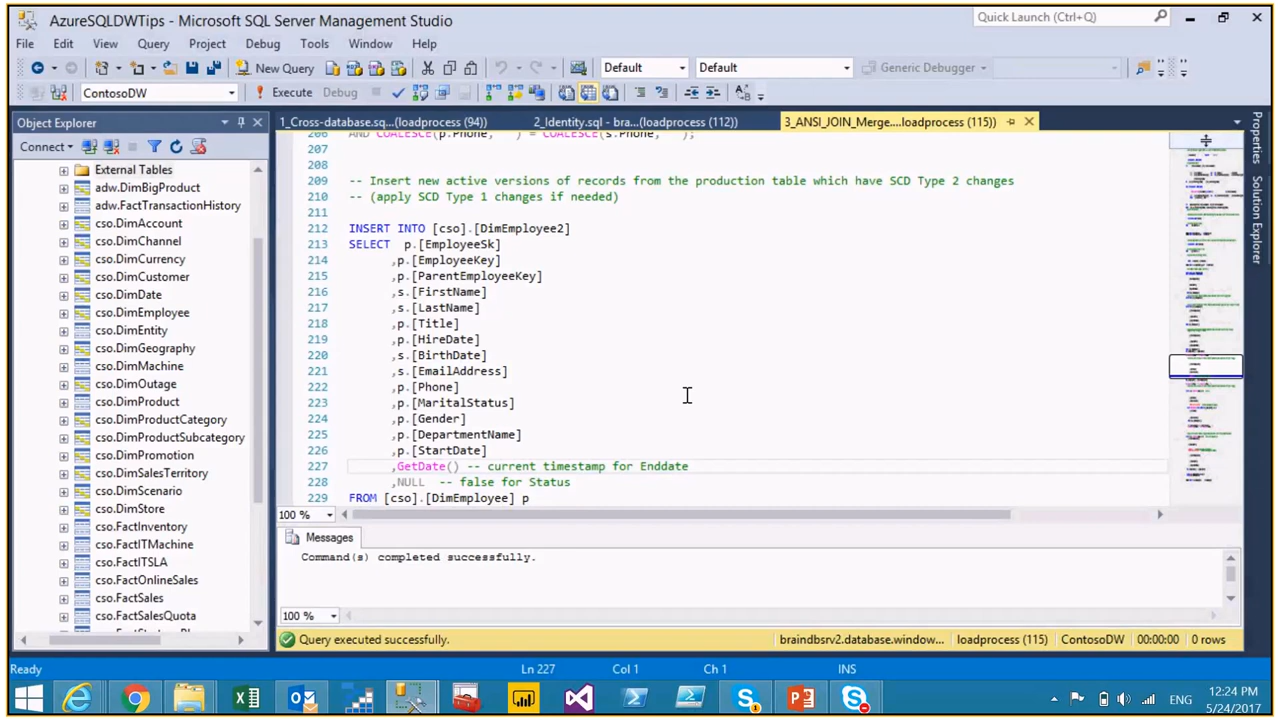 AzureSQLDWTips - Microsoft SQL Server Management Studio
Quick Launch (Ctrl+Q)
File Edit View Query Project Debug Tools Window Help
New Query Default Default Generic Debugger
ContosoDW Execute Debug
Object Explorer
Connect
External Tables
adw.DimBigProduct
adw.FactTransactionHistory
cso.DimAccount
cso.DimChannel
cso.DimCurrency
cso.DimCustomer
cso.DimDate
cso.DimEmployee
cso.DimEntity
cso.DimGeography
cso.DimMachine
cso.DimOutage
cso.DimProduct
cso.DimProductCategory
cso.DimProductSubcategory
cso.DimPromotion
cso.DimSalesTerritory
cso.DimScenario
cso.DimStore
cso.FactInventory
cso.FactITMachine
cso.FactITSLA
cso.FactOnlineSales
cso.FactSales
cso.FactSalesQuota
1_Cross-database.sq...(loadprocess (94))
2_Identity.sql - bra...(loadprocess (112))
3_ANSI_JOIN_Merge....loadprocess (115))
206 AND COALESCE(p.Phone, '') = COALESCE(s.Phone, '');
207
208
209 -- Insert new active versions of records from the production table which have SCD Type 2 changes
210 -- (apply SCD Type 1 changes if needed)
211
212 INSERT INTO [cso].[DimEmployee2]
213 SELECT p.[EmployeeSK]
214 ,p.[EmployeeKey]
215 ,p.[ParentEmployeeKey]
216 ,s.[FirstName]
217 ,s.[LastName]
218 ,p.[Title]
219 ,p.[HireDate]
220 ,s.[BirthDate]
221 ,s.[EmailAddress]
222 ,p.[Phone]
223 ,p.[MaritalStatus]
224 ,p.[Gender]
225 ,p.[DepartmentName]
226 ,p.[StartDate]
227 ,GetDate() -- current timestamp for Enddate
228 ,NULL -- false for Status
229 FROM [cso].[DimEmployee] p
100 %
Messages
Command(s) completed successfully.
100 %
Query executed successfully. braindbsrv2.database.window... loadprocess (115) ContosoDW 00:00:00 0 rows
Properties
Solution Explorer
Ready Ln 227 Col 1 Ch 1 INS
ENG
12:24 PM
5/24/2017